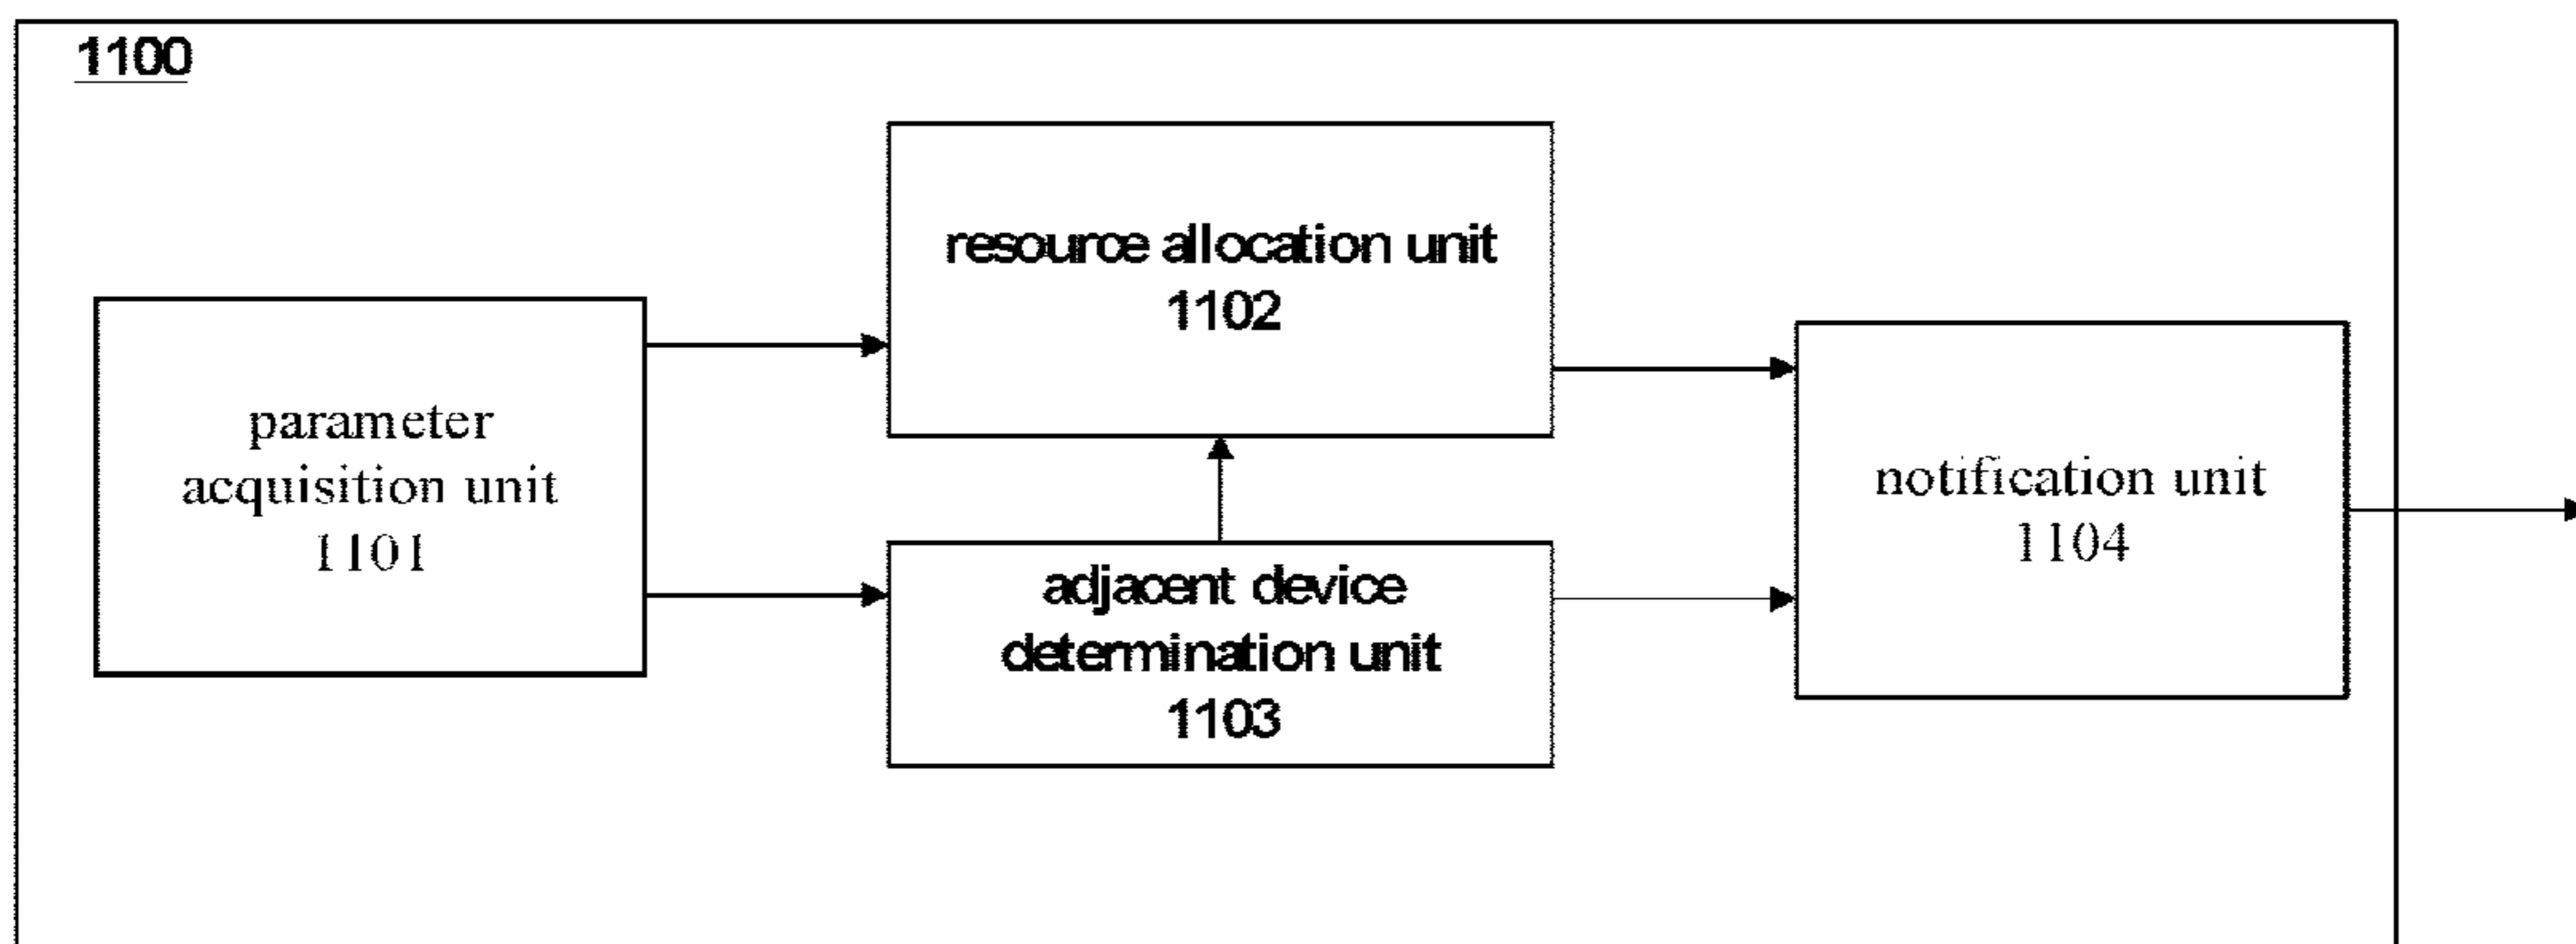 1100
resource allocation unit
1102
parameter
acquisition unit
1101
notification unit
1104
adjacent device
determination unit
1103